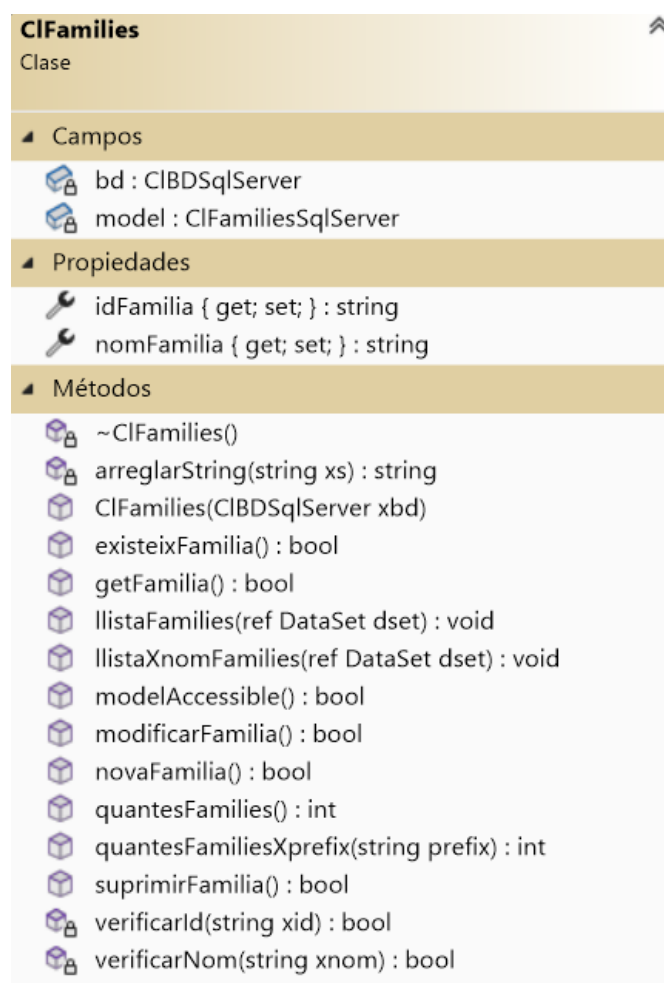 ClFamilies
Clase
Campos
bd : ClBDSqlServer
model : ClFamiliesSqlServer
Propiedades
idFamilia { get; set; } : string
nomFamilia { get; set; } : string
Métodos
~ClFamilies()
arreglarString(string xs) : string
ClFamilies(ClBDSqlServer xbd)
existeixFamilia() : bool
getFamilia() : bool
llistaFamilies(ref DataSet dset) : void
llistaXnomFamilies(ref DataSet dset) : void
modelAccessible() : bool
modificarFamilia() : bool
novaFamilia() : bool
quantesFamilies() : int
quantesFamiliesXprefix(string prefix) : int
suprimirFamilia() : bool
verificarId(string xid) : bool
verificarNom(string xnom) : bool